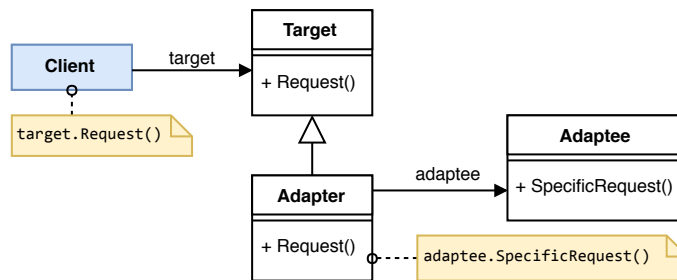 Target
Client
target
+ Request()
target.Request()
Adaptee
Adapter
adaptee
+ SpecificRequest()
+ Request()
adaptee.SpecificRequest()